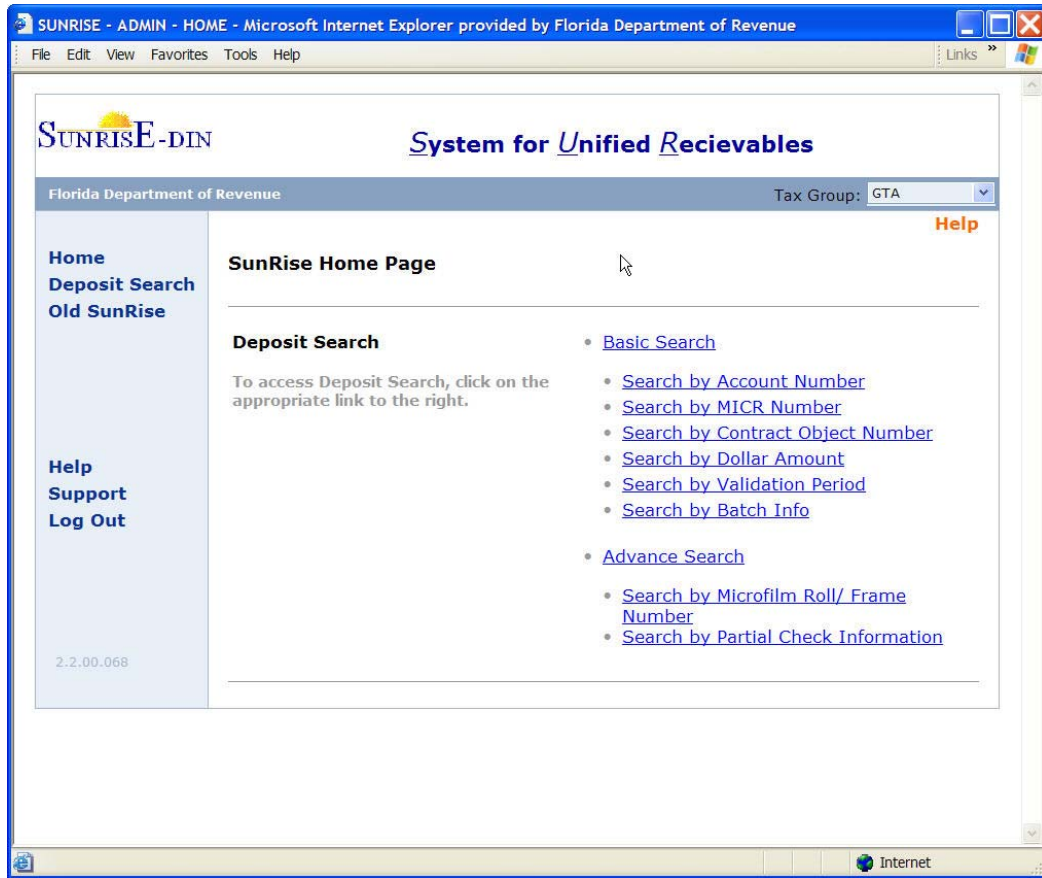 SUNRISE - ADMIN - HOME - Microsoft Internet Explorer provided by Florida Department of Revenue
File Edit View Favorites Tools Help
Links »
SUNRISE-DIN
System for Unified Recievables
Florida Department of Revenue
Tax Group: GTA
Help
Home
Deposit Search
Old SunRise
Help
Support
Log Out
2.2.00.068
SunRise Home Page
Deposit Search
To access Deposit Search, click on the
appropriate link to the right.
Basic Search
Search by Account Number
Search by MICR Number
Search by Contract Object Number
Search by Dollar Amount
Search by Validation Period
Search by Batch Info
Advance Search
Search by Microfilm Roll/ Frame
Number
Search by Partial Check Information
Internet